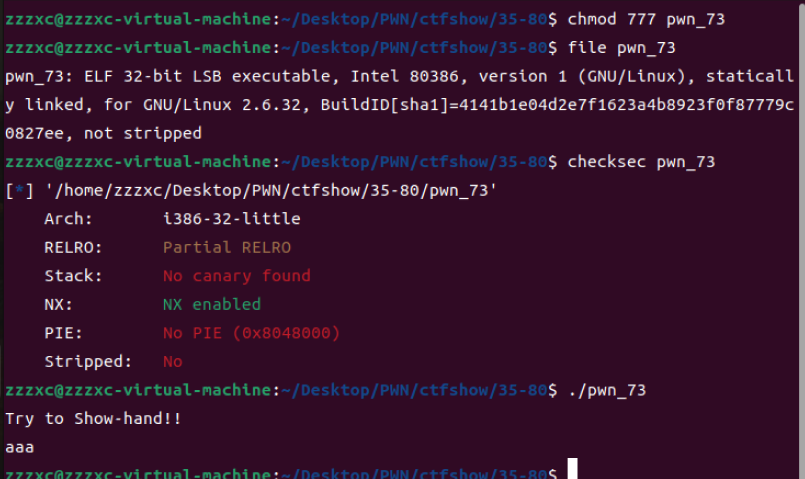 zzzxc@zzzxc-virtual-machine:~/Desktop/PWN/ctfshow/35-80$ chmod 777 pwn_73
zzzxc@zzzxc-virtual-machine:~/Desktop/PWN/ctfshow/35-80$ file pwn_73
pwn_73: ELF 32-bit LSB executable, Intel 80386, version 1 (GNU/Linux), staticall
y linked, for GNU/Linux 2.6.32, BuildID[sha1]=4141b1e04d2e7f1623a4b8923f0f87779c
0827ee, not stripped
zzzxc@zzzxc-virtual-machine:~/Desktop/PWN/ctfshow/35-80$ checksec pwn_73
[*] '/home/zzzxc/Desktop/PWN/ctfshow/35-80/pwn_73'
    Arch:       i386-32-little
    RELRO:      Partial RELRO
    Stack:      No canary found
    NX:         NX enabled
    PIE:        No PIE (0x8048000)
    Stripped:   No
zzzxc@zzzxc-virtual-machine:~/Desktop/PWN/ctfshow/35-80$ ./pwn_73
Try to Show-hand!!
aaa
zzzxc@zzzxc-virtual-machine:~/Desktop/PWN/ctfshow/35-80$